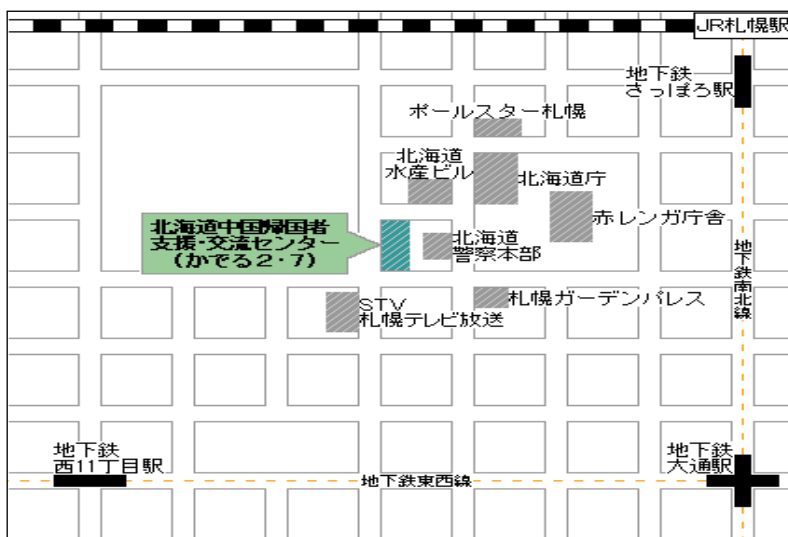 JR札幌駅
地下鉄
さっぽろ駅
ポールスター札幌
北海道
水産ビル
北海道庁
赤レンガ庁舎
北海道中国帰国者
支援・交流センター
(かでる2・7)
北海道
警察本部
地下鉄南北線
STV
札幌テレビ放送
札幌ガーデンパレス
地下鉄
西11丁目駅
地下鉄
大通駅
地下鉄東西線